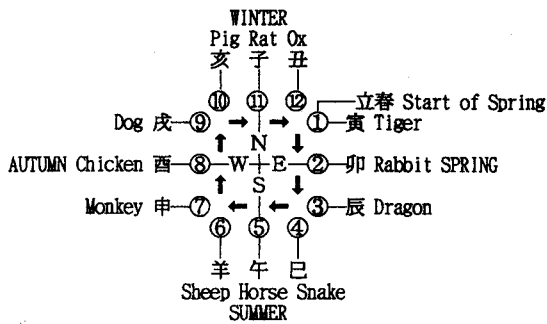 WINTER
Pig Rat Ox
亥 子 丑
⑩ ⑪ ⑫
立春 Start of Spring
Dog 戌 ⑨ ① 寅 Tiger
N
AUTUMN Chicken 酉 ⑧ W E ② 卯 Rabbit SPRING
S
Monkey 申 ⑦ ③ 辰 Dragon
⑥ ⑤ ④
羊 午 巳
Sheep Horse Snake
SUMMER